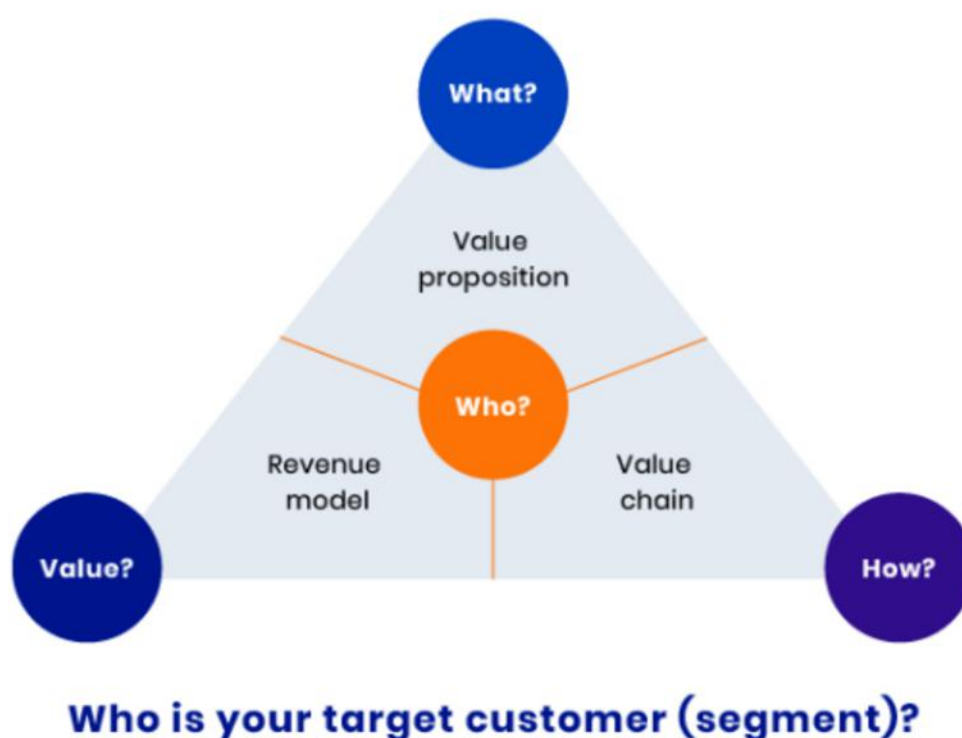 What?
Value
proposition
Who?
Revenue
model
Value
chain
Value?
How?
Who is your target customer (segment)?